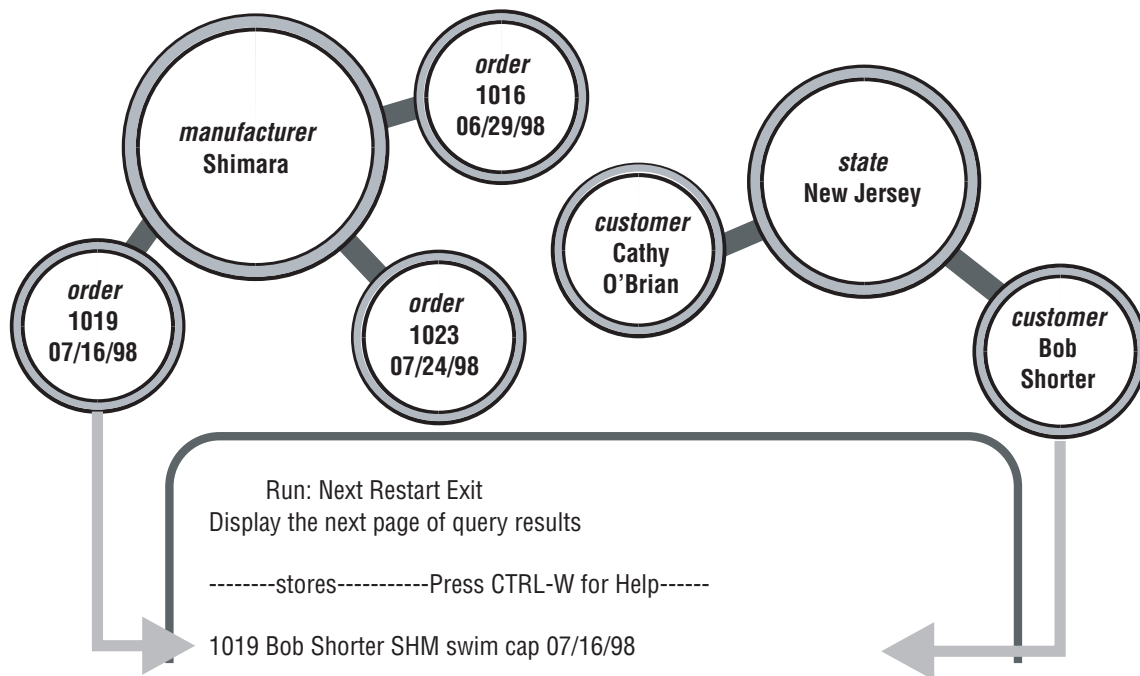 manufacturer
Shimara
order
1016
06/29/98
order
1019
07/16/98
order
1023
07/24/98
state
New Jersey
customer
Cathy
O’Brian
customer
Bob
Shorter
Run: Next Restart Exit
Display the next page of query results
--------stores-----------Press CTRL-W for Help------
1019 Bob Shorter SHM swim cap 07/16/98